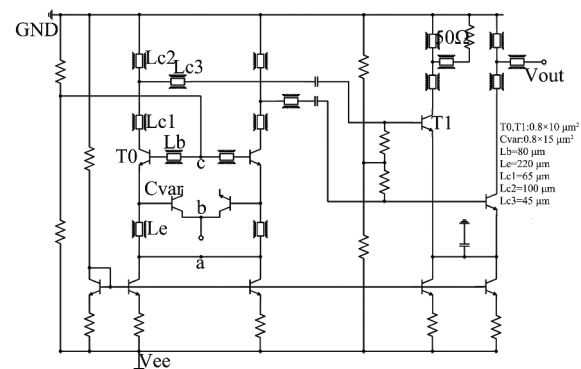 GND
Lc2
Lc3
50Ω
Vout
Lc1
Lb
T0
c
T1
Cvar
b
Le
a
Vee
T0,T1:0.8×10 μm²
Cvar:0.8×15 μm²
Lb=80 μm
Le=220 μm
Lc1=65 μm
Lc2=100 μm
Lc3=45 μm